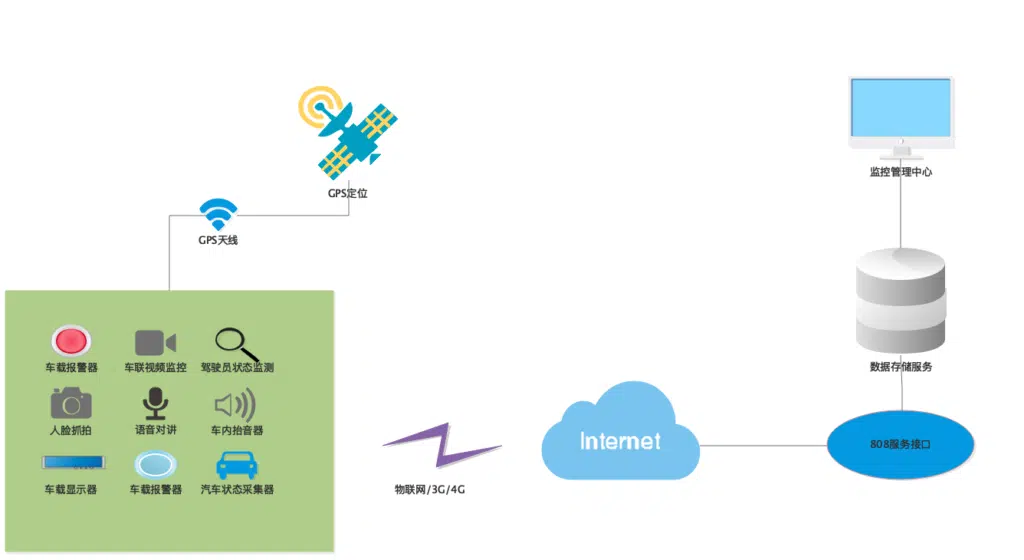 监控管理中心
GPS定位
GPS天线
车载报警器
车联视频监控
驾驶员状态监测
数据存储服务
人脸抓拍
语音对讲
车内抬音器
Internet
808服务接口
车载显示器
车载报警器
汽车状态采集器
物联网/3G/4G